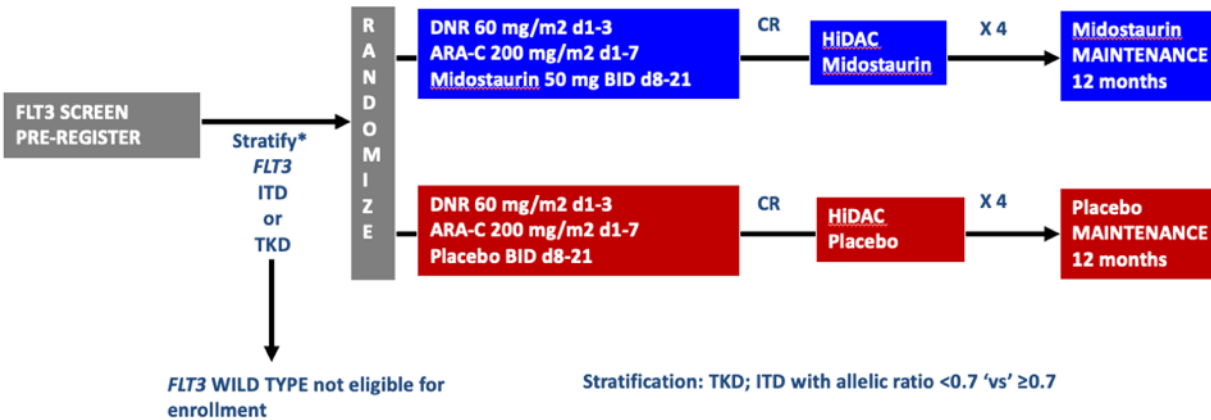 FLT3 SCREEN
PRE-REGISTER
Stratify*
FLT3
ITD
or
TKD
FLT3 WILD TYPE not eligible for
enrollment
R
A
N
D
O
M
I
Z
E
DNR 60 mg/m2 d1-3
ARA-C 200 mg/m2 d1-7
Midostaurin 50 mg BID d8-21
CR
HiDAC
Midostaurin
X 4
Midostaurin
MAINTENANCE
12 months
DNR 60 mg/m2 d1-3
ARA-C 200 mg/m2 d1-7
Placebo BID d8-21
CR
HiDAC
Placebo
X 4
Placebo
MAINTENANCE
12 months
Stratification: TKD; ITD with allelic ratio <0.7 ‘vs’ ≥0.7